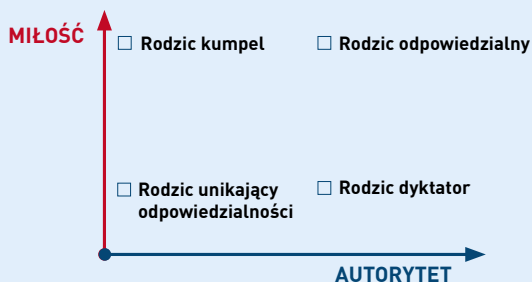 MIŁOŚĆ
Rodzic kumpel
Rodzic odpowiedzialny
Rodzic unikający
odpowiedzialności
Rodzic dyktator
AUTORYTET